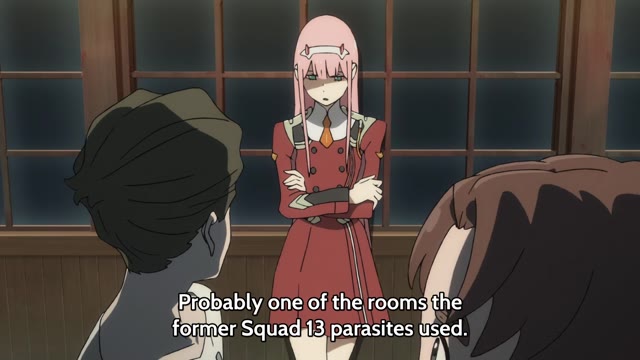 Probably one of the rooms the
former Squad 13 parasites used.